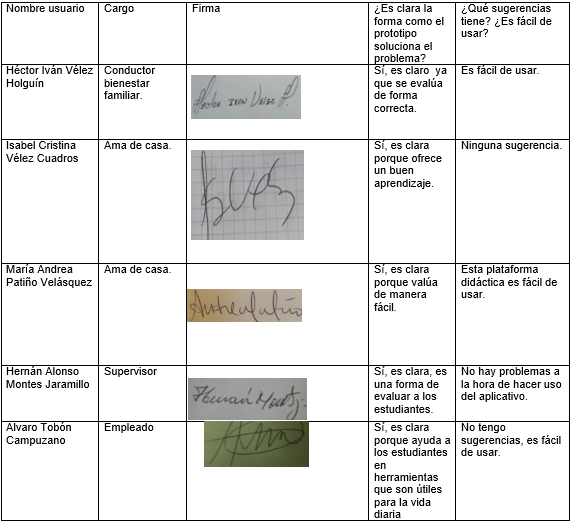 Nombre usuario
Cargo
Firma
¿Es clara la
forma como el
prototipo
soluciona el
problema?
¿Qué sugerencias
tiene? ¿Es fácil de
usar?
Héctor Iván Vélez
Holguín
Conductor
bienestar
familiar.
Hector IVAN Velez H.
Sí, es claro ya
que se evalúa
de forma
correcta.
Es fácil de usar.
Isabel Cristina
Vélez Cuadros
Ama de casa.
Sí, es clara
porque ofrece
un buen
aprendizaje.
Ninguna sugerencia.
María Andrea
Patiño Velásquez
Ama de casa.
Sí, es clara
porque valúa
de manera
fácil.
Esta plataforma
didáctica es fácil de
usar.
Hernán Alonso
Montes Jaramillo
Supervisor
Hernán Montes J.
Sí, es clara, es
una forma de
evaluar a los
estudiantes.
No hay problemas a
la hora de hacer uso
del aplicativo.
Alvaro Tobón
Campuzano
Empleado
Sí, es clara
porque ayuda a
los estudiantes
en
herramientas
que son útiles
para la vida
diaria
No tengo
sugerencias, es fácil
de usar.